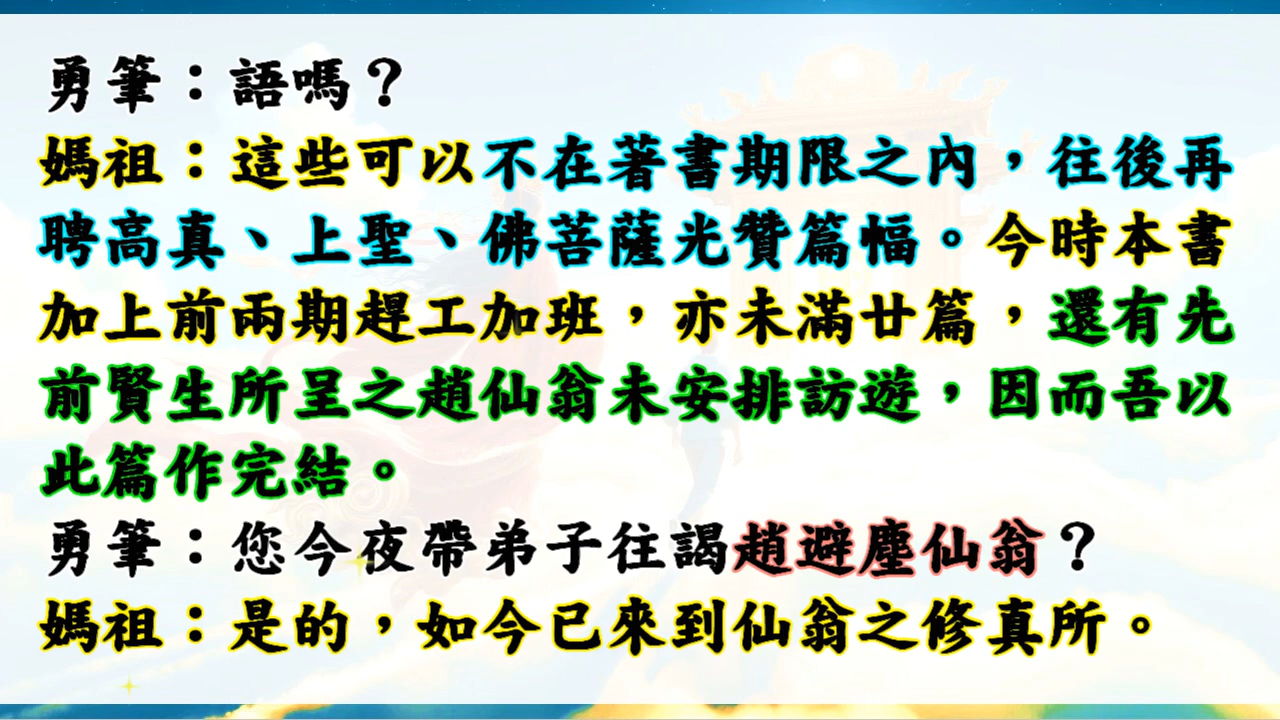 勇筆：語嗎？
媽祖：這些可以不在著書期限之內，往後再
聘高真、上聖、佛菩薩光贊篇幅。今時本書
加上前兩期趕工加班，亦未滿廿篇，還有先
前賢生所呈之趙仙翁未安排訪遊，因而吾以
此篇作完結。
勇筆：您今夜帶弟子往謁趙避塵仙翁？
媽祖：是的，如今已來到仙翁之修真所。